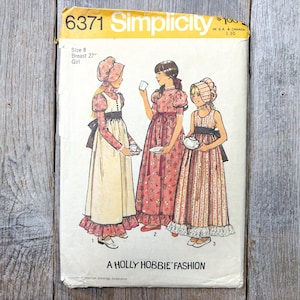 6371 Simplicity
Size 8
Breast 27"
Girl
1
2
3
A HOLLY HOBBIE FASHION